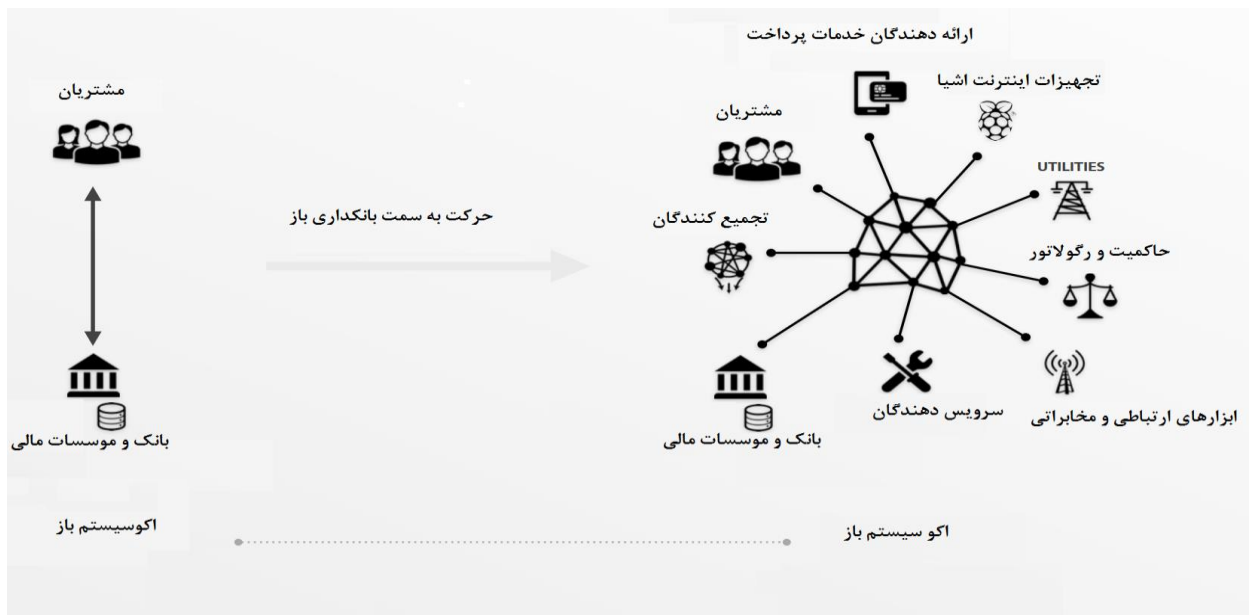 ارائه دهندگان خدمات پرداخت
تجهیزات اینترنت اشیا
مشتریان
مشتریان
UTILITIES
حرکت به سمت بانکداری باز
تجمیع کنندگان
حاکمیت و رگولاتور
سرویس دهندگان
ابزارهای ارتباطی و مخابراتی
بانک و موسسات مالی
بانک و موسسات مالی
اکو سیستم باز
اکوسیستم باز